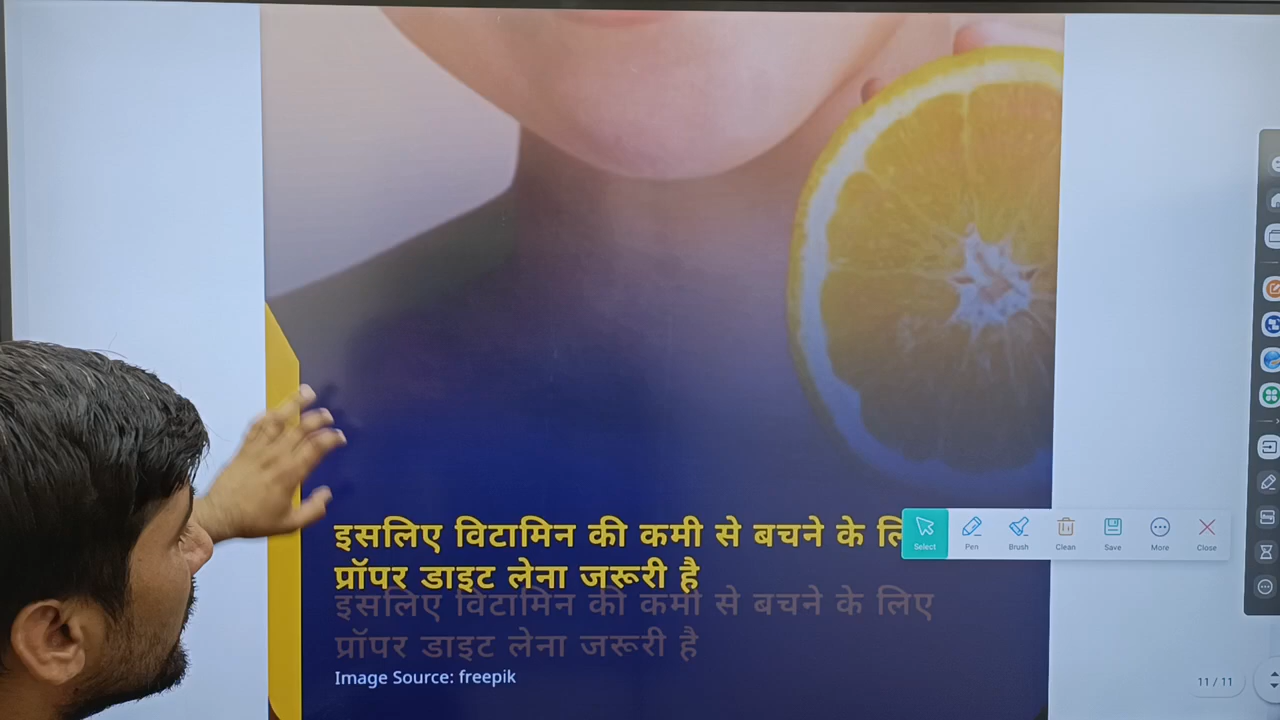 इसलिए विटामिन की कमी से बचने के
प्रॉपर डाइट लेना जरूरी है
इसलिए विटामिन की कमी से बचने के लिए
प्रॉपर डाइट लेना जरूरी है
Image Source: freepik
Select Pen Brush Clean Save More Close
11 / 11